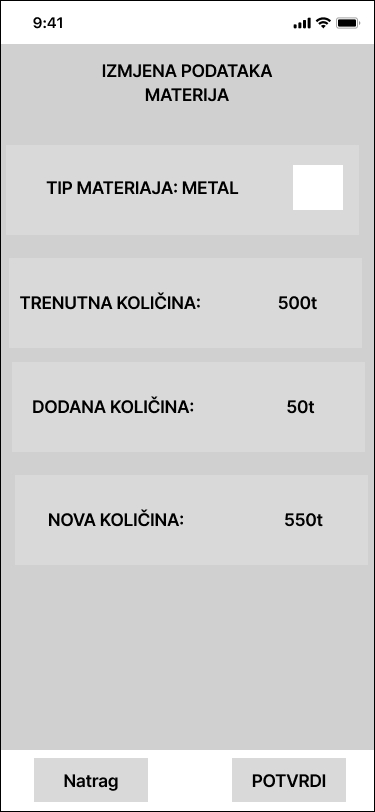 9:41
IZMJENA PODATAKA
MATERIJA
TIP MATERIAJA: METAL
TRENUTNA KOLIČINA: 500t
DODANA KOLIČINA: 50t
NOVA KOLIČINA: 550t
Natrag POTVRDI